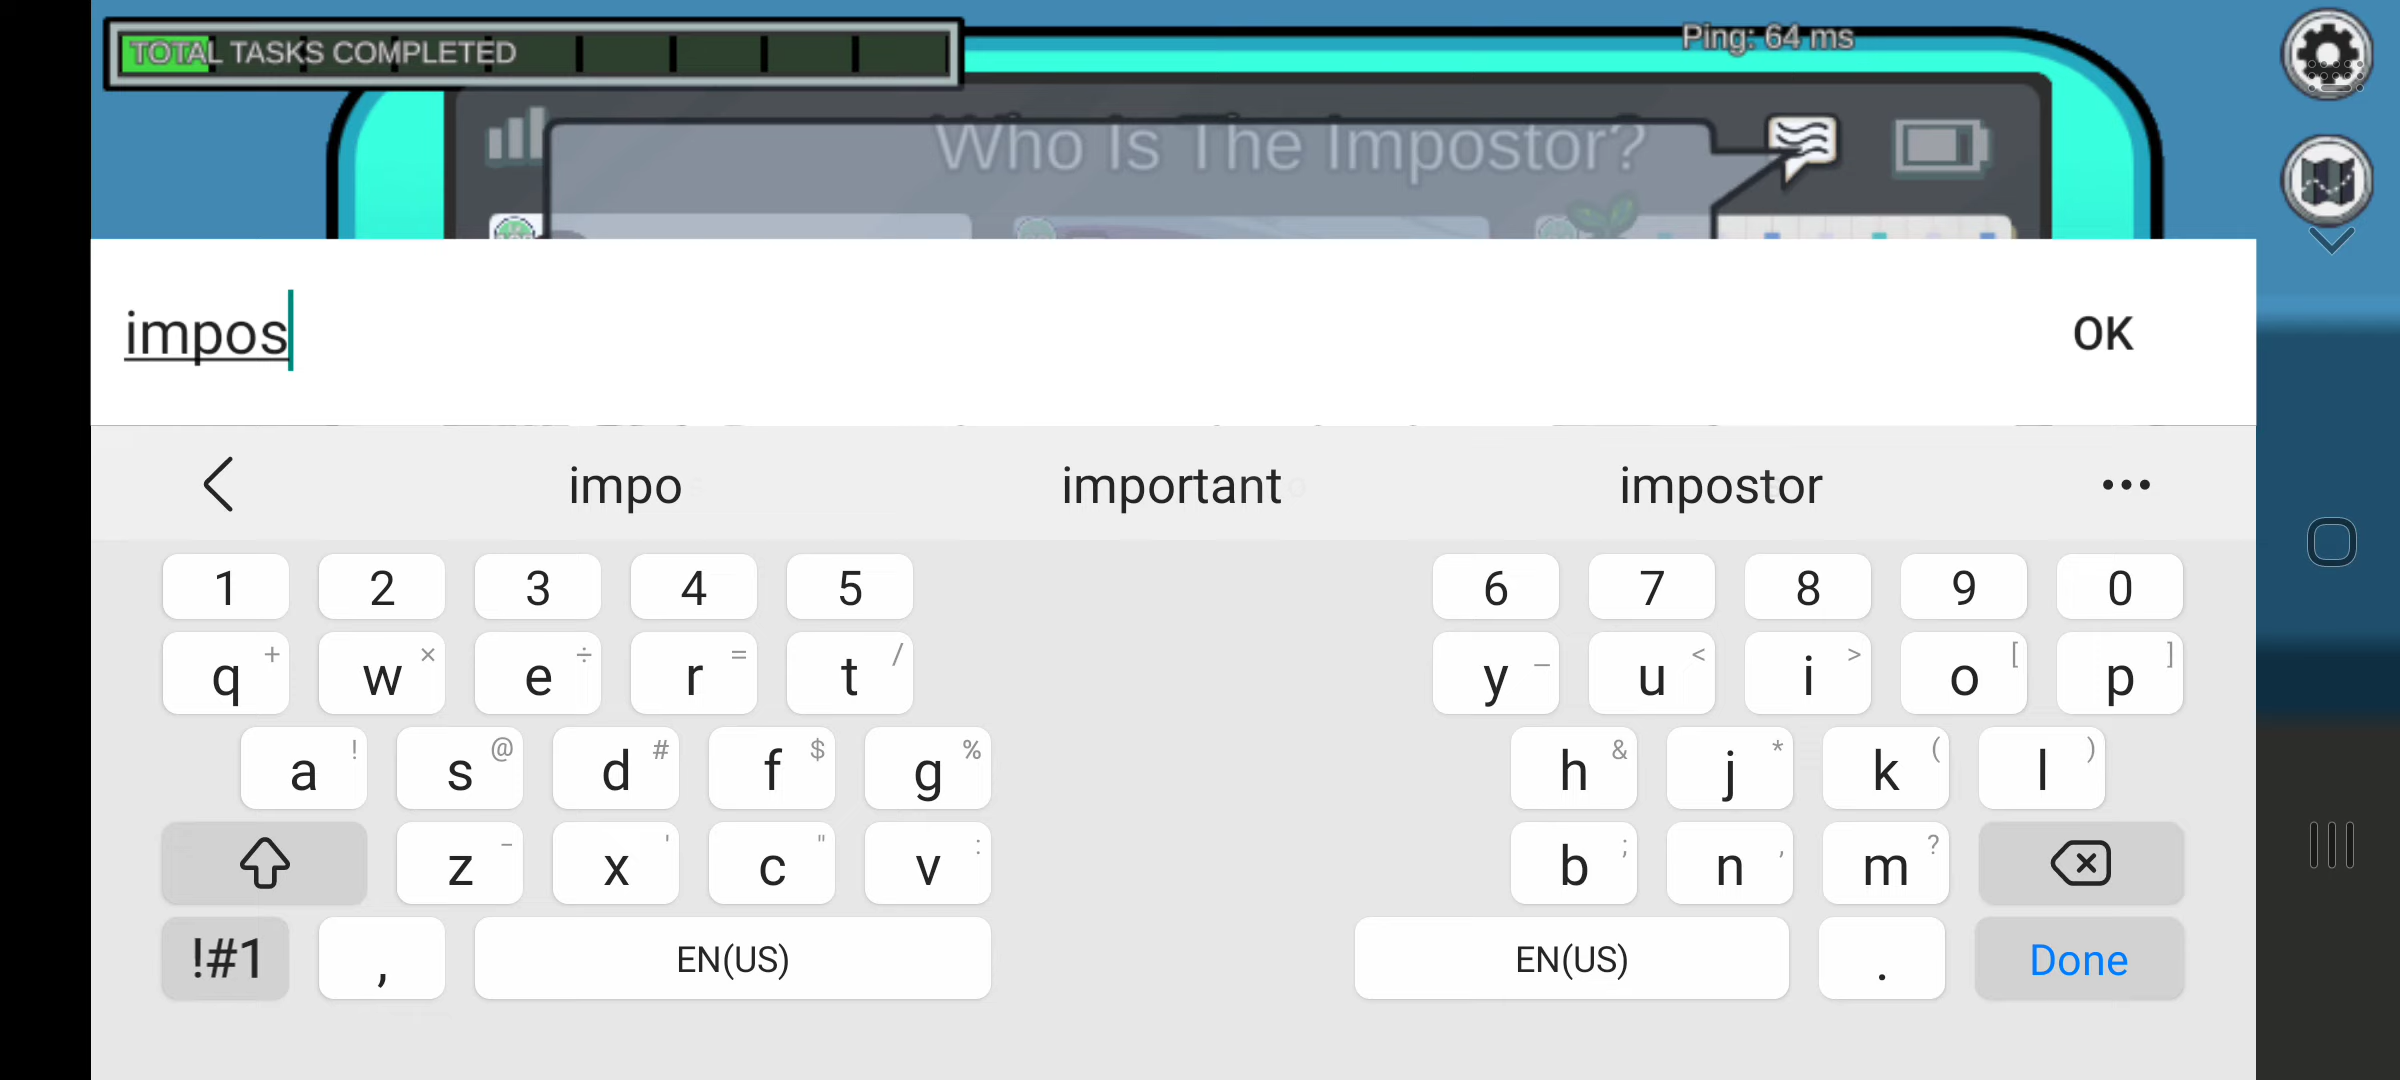 TOTAL TASKS COMPLETED
Ping: 64 ms
Who Is The Impostor?
impos
OK
impo important impostor
1 2 3 4 5 6 7 8 9 0
q + w × e ÷ r = t / y _ u < i > o [ p ]
a ! s @ d # f $ g % h & j * k ( l )
z - x ' c " v : b ; n , m ?
!#1 , EN(US) EN(US) . Done